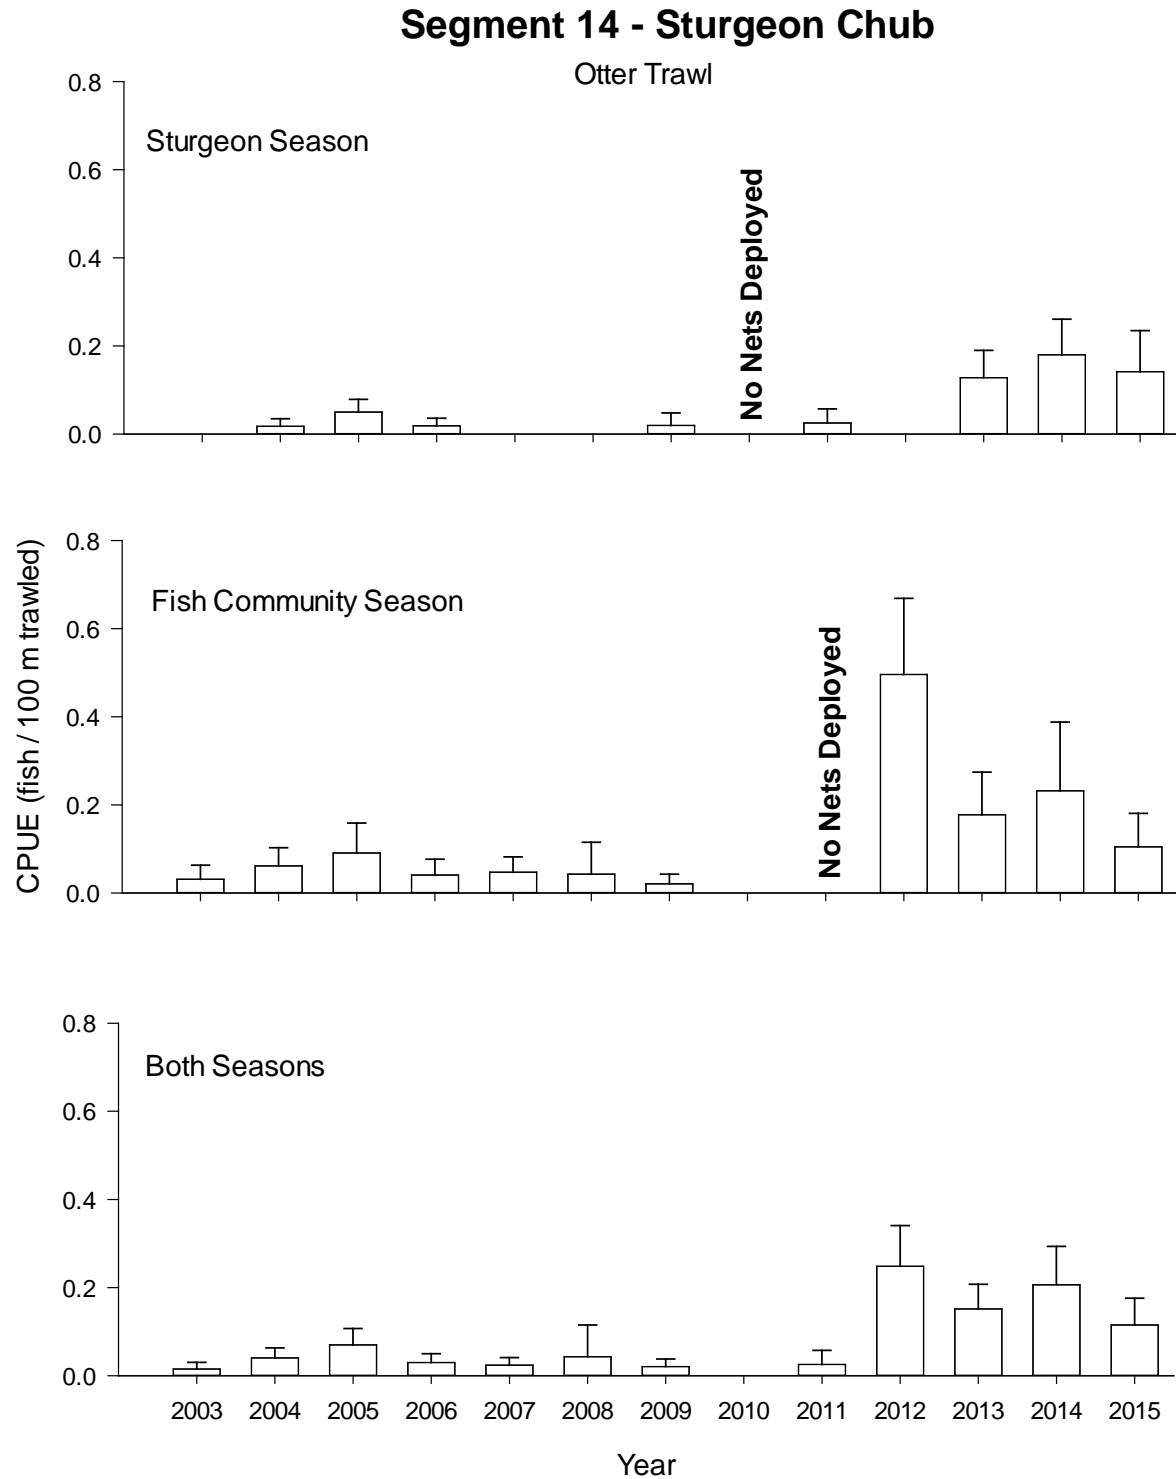 Segment 14 - Sturgeon Chub
Otter Trawl
0.8
Sturgeon Season
0.6
0.4
0.2
0.0
No Nets Deployed
CPUE (fish / 100 m trawled)
0.8
Fish Community Season
0.6
0.4
0.2
0.0
No Nets Deployed
0.8
Both Seasons
0.6
0.4
0.2
0.0
2003 2004 2005 2006 2007 2008 2009 2010 2011 2012 2013 2014 2015
Year